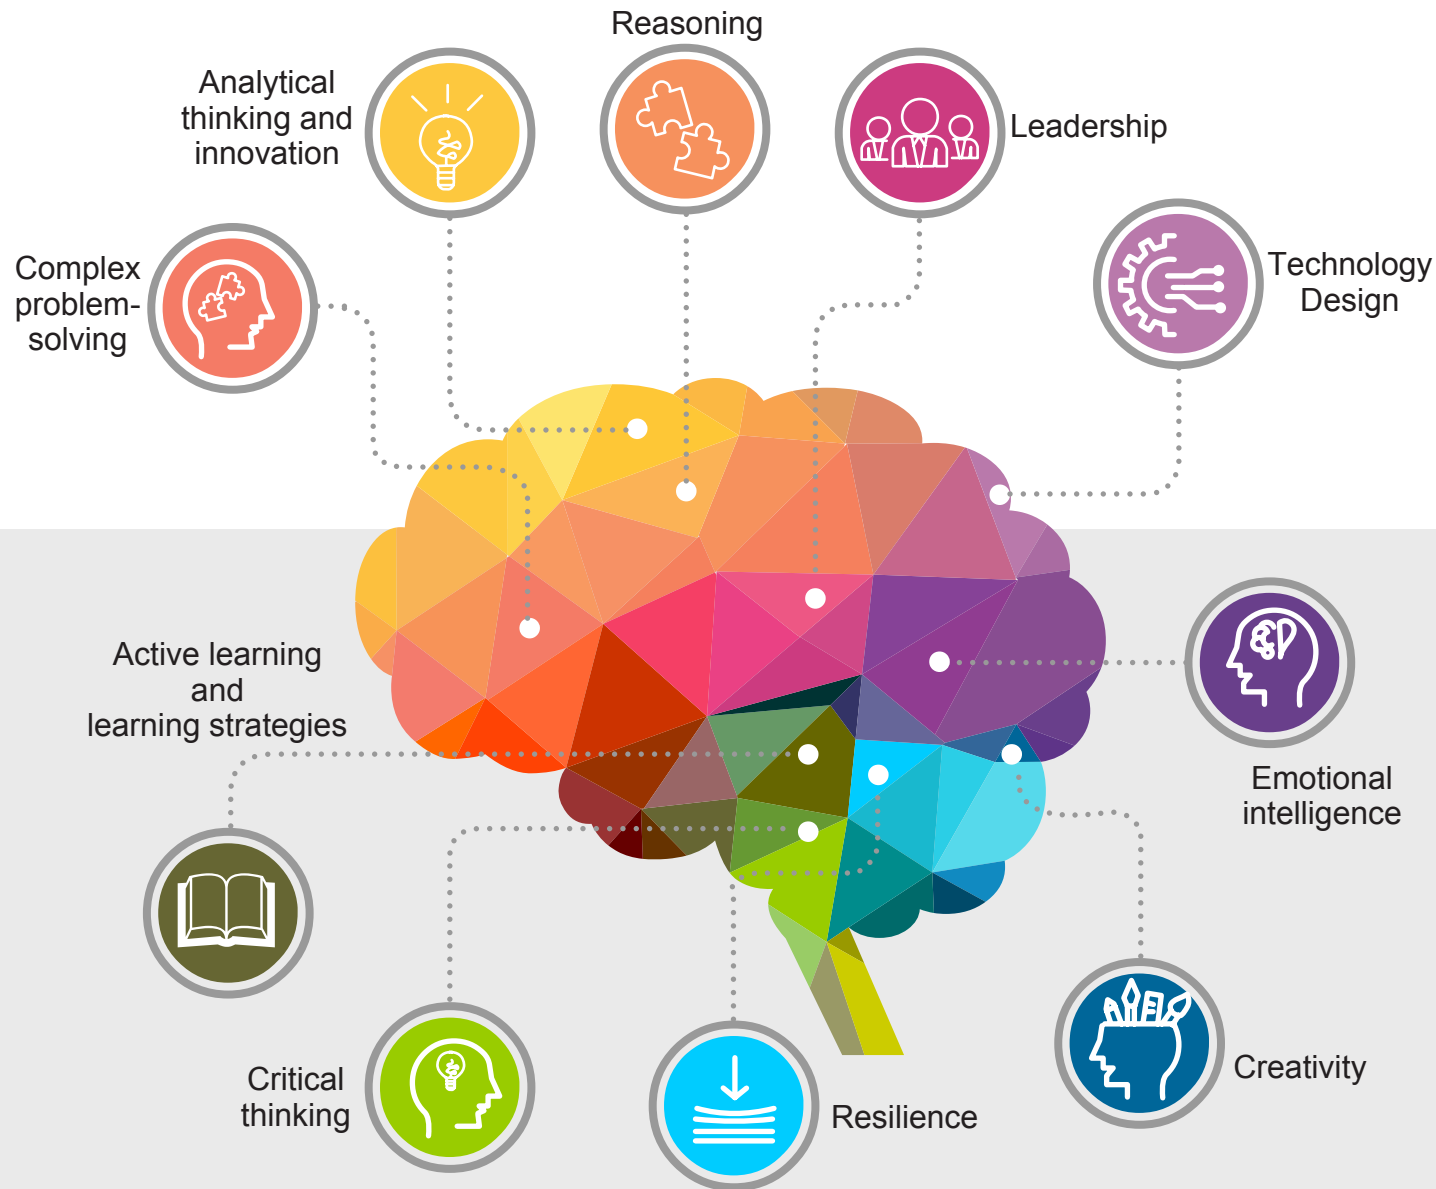 Reasoning
Analytical
thinking and
innovation
Leadership
Complex
problem-
solving
Technology
Design
Active learning
and
learning strategies
Emotional
intelligence
Critical
thinking
Resilience
Creativity